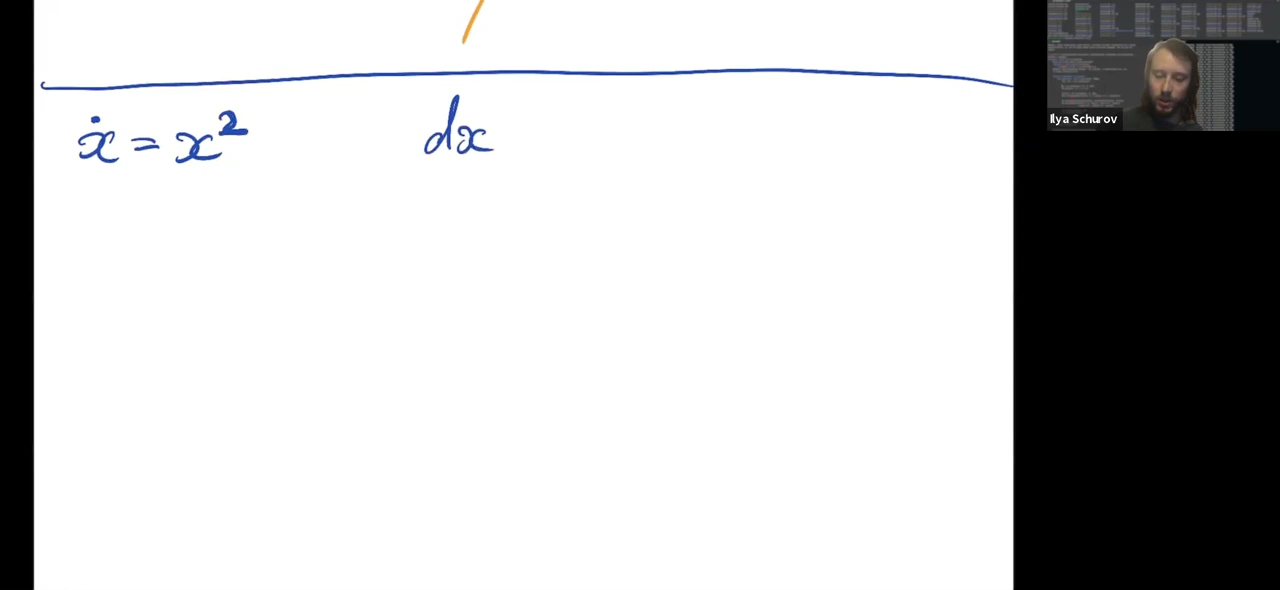 ẋ = x² dx
Ilya Schurov